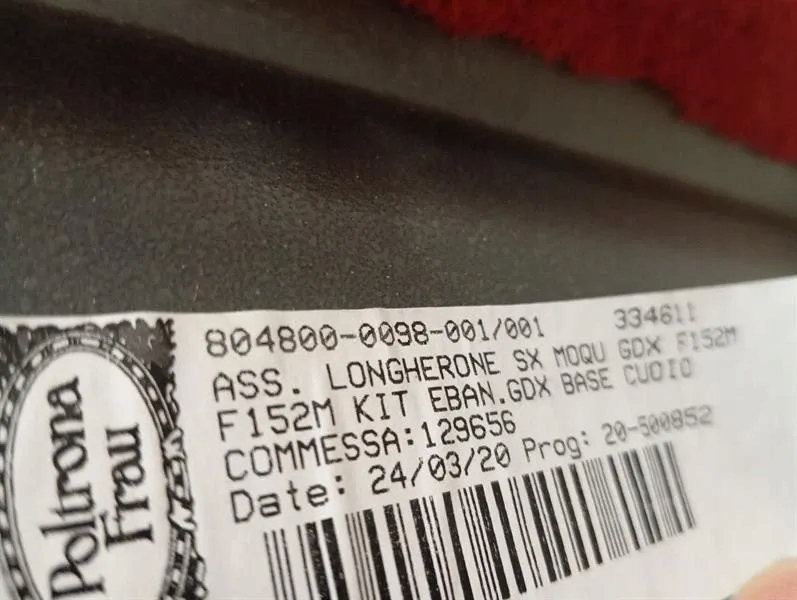 804800-0098-001/001 334611
ASS. LONGHERONE SX MOQU GDX F152M
F152M KIT EBAN.GDX BASE CUOIO
COMMESSA:129656
Date: 24/03/20 Prog: 20-500852
Poltrona
Frau